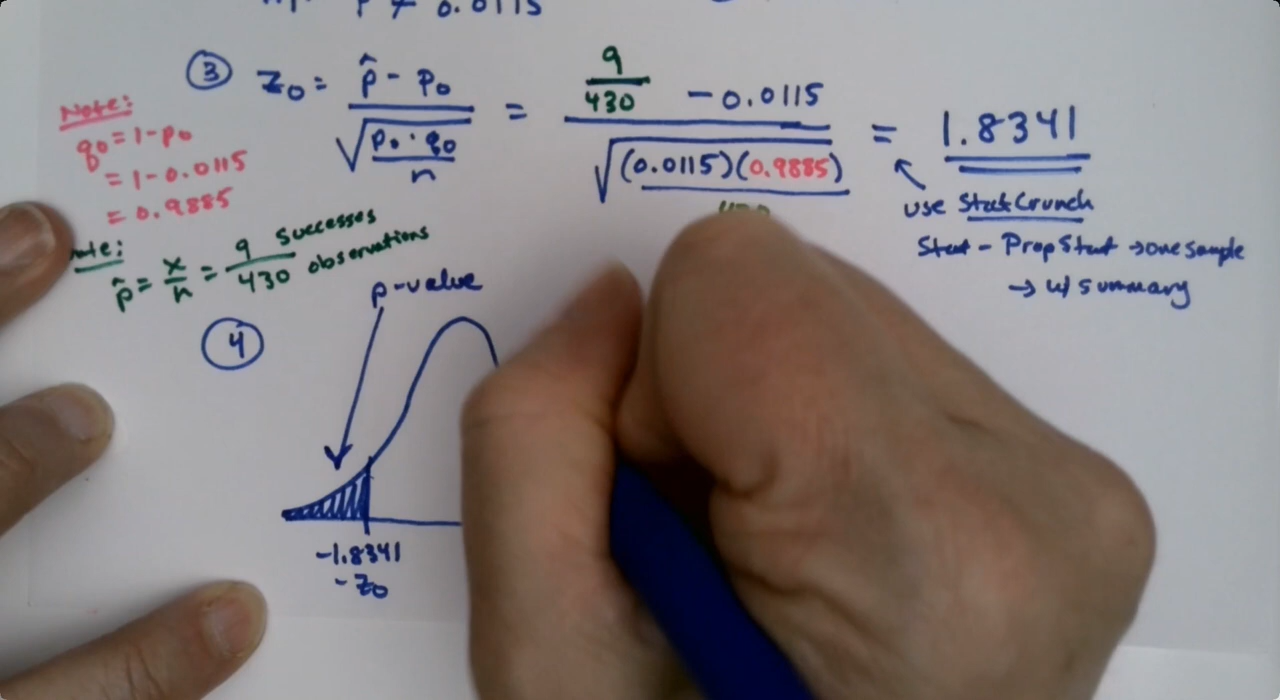 P ≠ 0.0115
③ z₀ = (p̂ - p₀) / √(p₀ · q₀ / n) = (9/430 - 0.0115) / √((0.0115)(0.9885) / = 1.8341
Note:
q₀ = 1 - p₀
= 1 - 0.0115
= 0.9885
use StatCrunch
Stat - Prop Stat → one sample
→ w/ summary
p̂ = x/n = 9/430 successes observations
④ p-value
-1.8341
- z₀